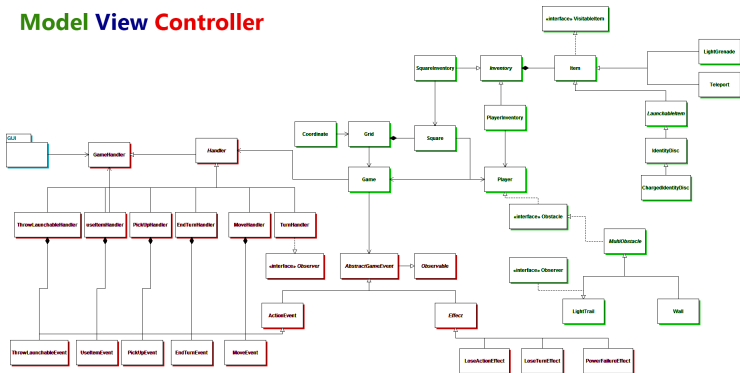 Model View Controller
«interface» VisitableItem
LightGrenade
SquareInventory
Inventory
Item
Teleport
LaunchableItem
PlayerInventory
Coordinate
Grid
Square
GUI
GameHandler
Handler
IdentityDisc
Game
Player
ChargedIdentityDisc
ThrowLaunchableHandler
useItemHandler
PickUpHandler
EndTurnHandler
MoveHandler
TurnHandler
«interface» Obstacle
MultiObstacle
«interface» Observer
AbstractGameEvent
Observable
«interface» Observer
ActionEvent
Effect
LightTrail
Wall
ThrowLaunchableEvent
UseItemEvent
PickUpEvent
EndTurnEvent
MoveEvent
LoseActionEffect
LoseTurnEffect
PowerFailureEffect